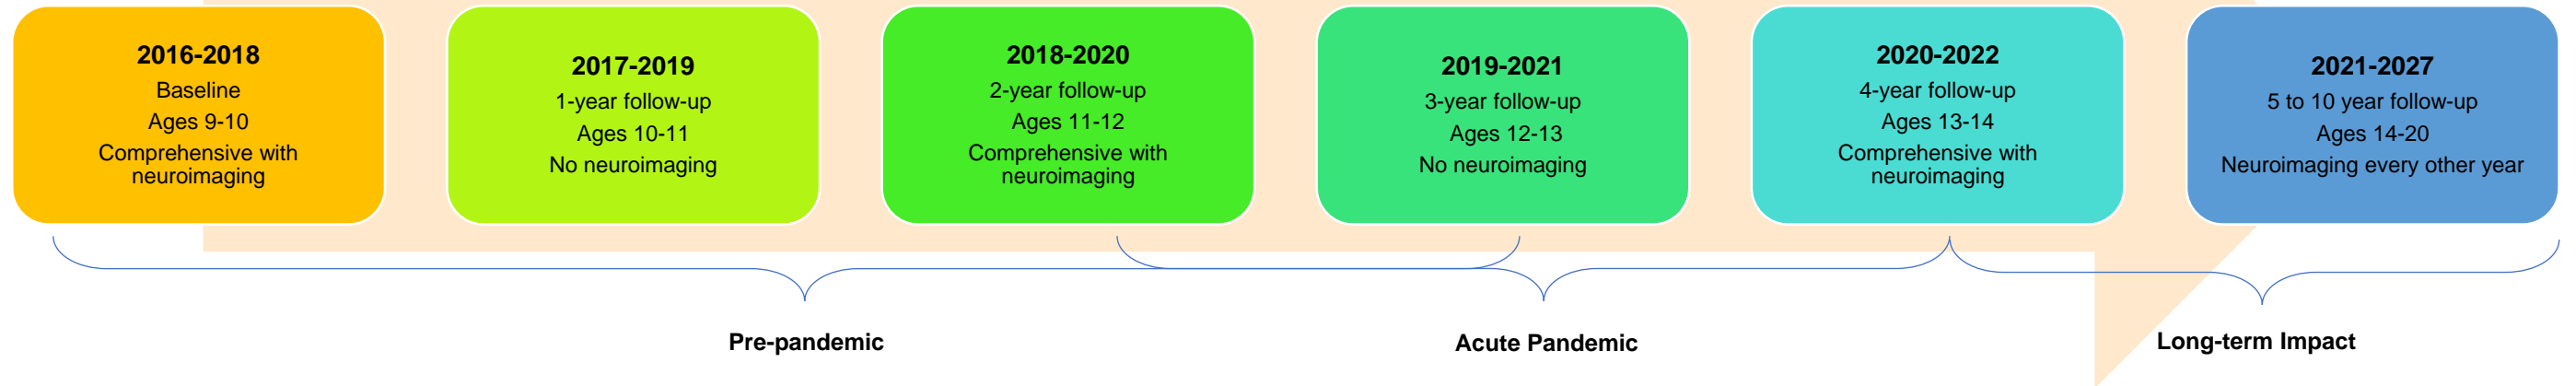 2016-2018
Baseline
Ages 9-10
Comprehensive with
neuroimaging
2017-2019
1-year follow-up
Ages 10-11
No neuroimaging
2018-2020
2-year follow-up
Ages 11-12
Comprehensive with
neuroimaging
2019-2021
3-year follow-up
Ages 12-13
No neuroimaging
2020-2022
4-year follow-up
Ages 13-14
Comprehensive with
neuroimaging
2021-2027
5 to 10 year follow-up
Ages 14-20
Neuroimaging every other year
Pre-pandemic
Acute Pandemic
Long-term Impact